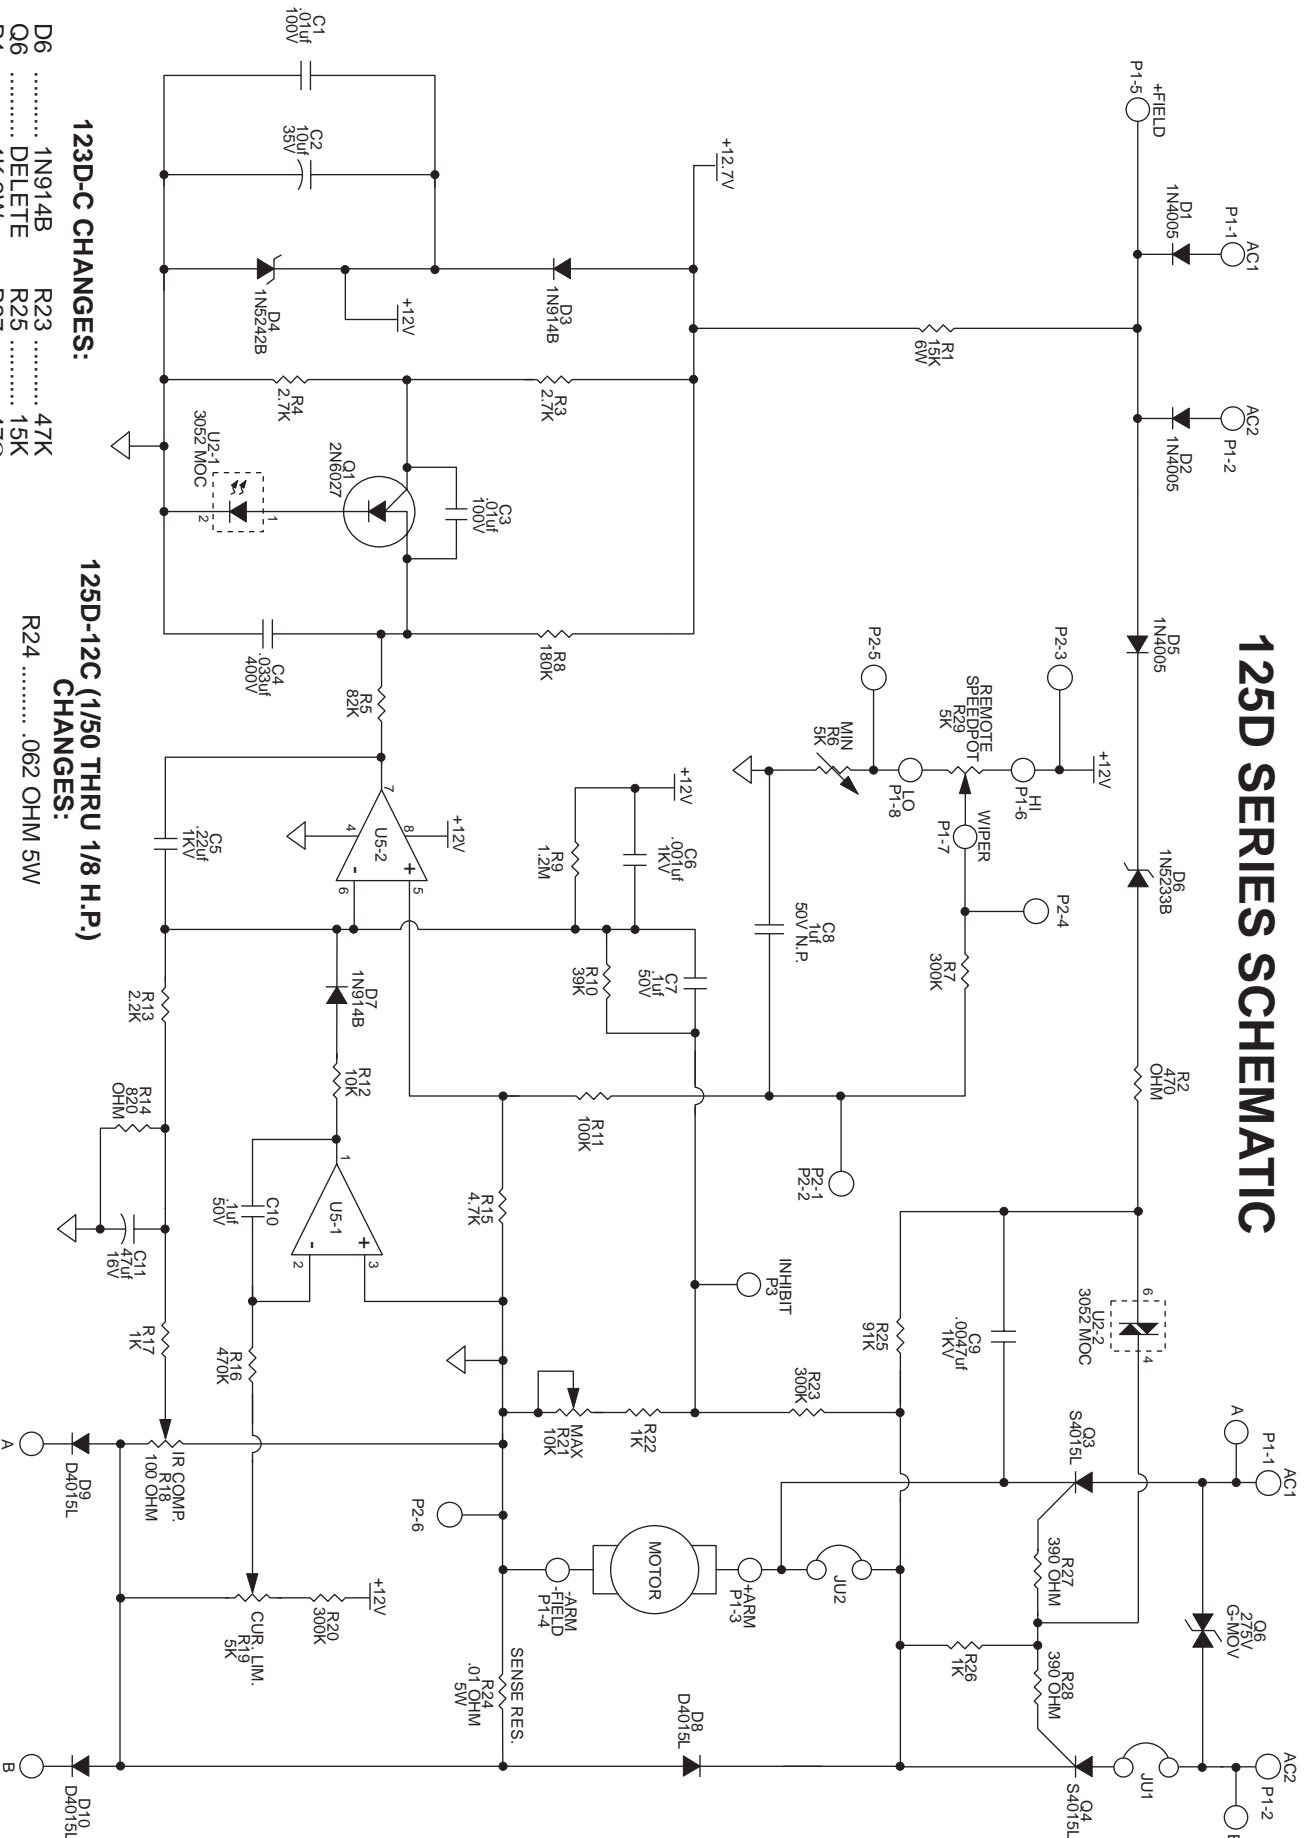 125D SERIES SCHEMATIC
+FIELD
P1-5
AC1
P1-1
D1
1N4005
AC2
P1-2
D2
1N4005
R1
15K
6W
D5
1N4005
D6
1N5233B
R2
470
OHM
U2-2
3052 MOC
6
4
AC1
P1-1
A
Q3
S4015L
Q6
275V
G-MOV
AC2
P1-2
JU1
Q4
S4015L
R27
390 OHM
R28
390 OHM
R26
1K
C9
.0047uf
1KV
R25
91K
R23
300K
R22
1K
MAX
R21
10K
JU2
+ARM
P1-3
MOTOR
-ARM
-FIELD
P1-4
D8
D4015L
SENSE RES.
R24
.01 OHM
5W
P2-6
INHIBIT
P3
P2-1
P2-2
P2-3
+12V
HI
P1-6
REMOTE
SPEEDPOT
R29
5K
WIPER
P1-7
P2-4
LO
P1-8
P2-5
MIN
R6
5K
R7
300K
C8
1uf
50V N.P.
R11
100K
R15
4.7K
+12.7V
D3
1N914B
+12V
D4
1N5242B
C1
.01uf
100V
C2
10uf
35V
R3
2.7K
R4
2.7K
Q1
2N6027
C3
.01uf
100V
U2-1
3052 MOC
1
2
R8
180K
C4
.033uf
400V
R5
82K
U5-2
+12V
8
7
4
5
6
+
-
C5
.22uf
1KV
+12V
C6
.001uf
1KV
R9
1.2M
R10
39K
C7
.1uf
50V
D7
1N914B
R12
10K
R13
2.2K
R14
820
OHM
C11
47uf
16V
U5-1
1
2
3
+
-
C10
.1uf
50V
R16
470K
R17
1K
IR COMP.
R18
100 OHM
CUR. LIM.
R19
5K
R20
300K
+12V
D9
D4015L
A
D10
D4015L
B
123D-C CHANGES:
D6 .......... 1N914B R23 .......... 47K
Q6 .......... DELETE R25 .......... 15K
125D-12C (1/50 THRU 1/8 H.P.)
CHANGES:
R24 .......... .062 OHM 5W